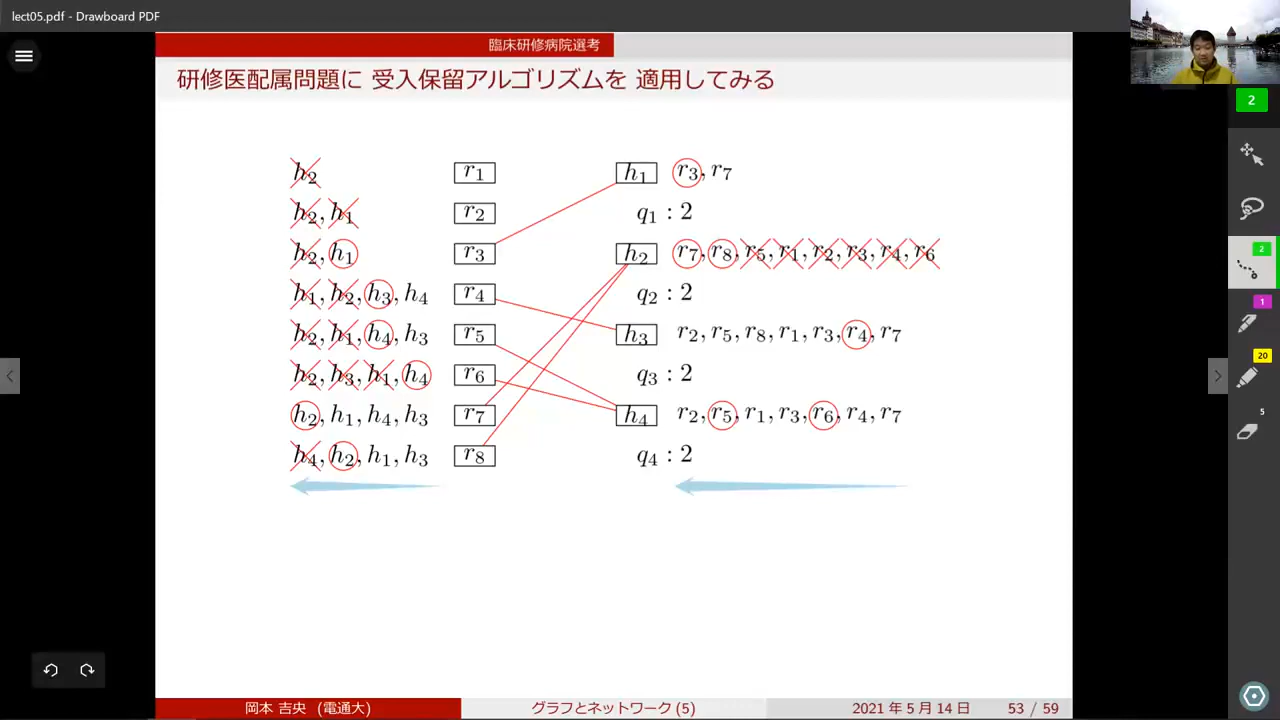 lect05.pdf - Drawboard PDF
臨床研修病院選考
研修医配属問題に 受入保留アルゴリズムを 適用してみる
h2 r1 h1 r3, r7
h2, h1 r2 q1 : 2
h2, h1 r3 h2 r7, r8, r5, r1, r2, r3, r4, r6
h1, h2, h3, h4 r4 q2 : 2
h2, h1, h4, h3 r5 h3 r2, r5, r8, r1, r3, r4, r7
h2, h3, h1, h4 r6 q3 : 2
h2, h1, h4, h3 r7 h4 r2, r5, r1, r3, r6, r4, r7
h4, h2, h1, h3 r8 q4 : 2
2
2
1
20
5
岡本 吉央 (電通大) グラフとネットワーク (5) 2021 年 5 月 14 日 53 / 59